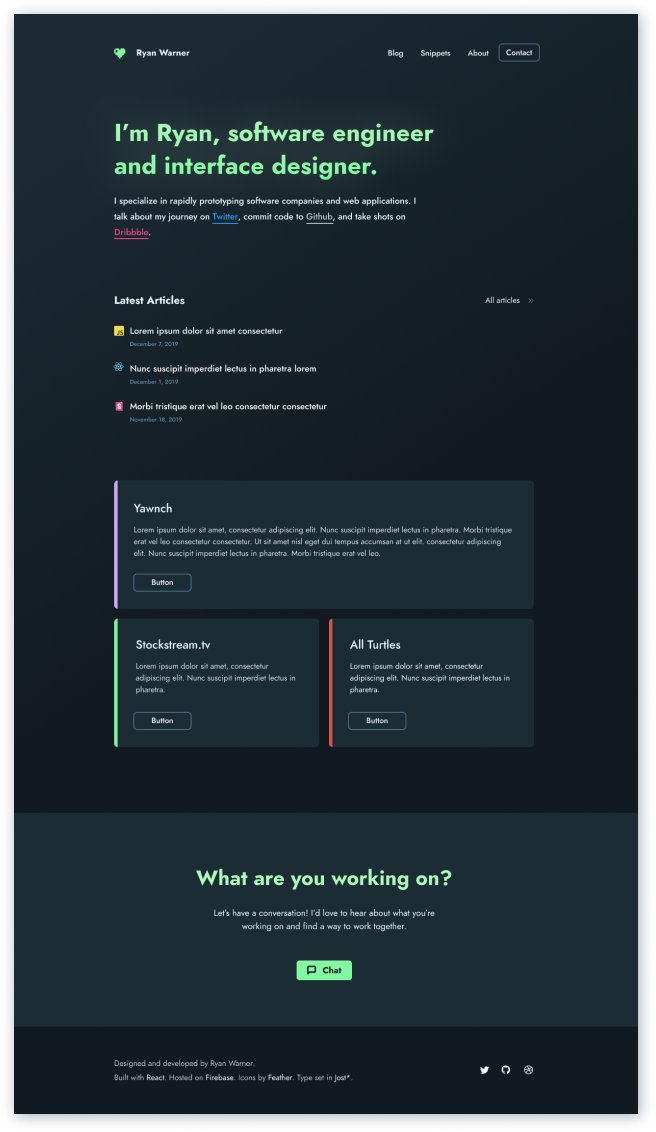 Ryan Warner
Blog Snippets About Contact
I'm Ryan, software engineer
and interface designer.
I specialize in rapidly prototyping software companies and web applications. I
talk about my journey on Twitter, commit code to Github, and take shots on
Dribbble.
Latest Articles
All articles »
JS Lorem ipsum dolor sit amet consectetur
December 7, 2019
Nunc suscipit imperdiet lectus in pharetra lorem
December 1, 2019
S Morbi tristique erat vel leo consectetur consectetur
November 18, 2019
Yawnch
Lorem ipsum dolor sit amet, consectetur adipiscing elit. Nunc suscipit imperdiet lectus in pharetra. Morbi tristique
erat vel leo consectetur consectetur. Ut sit amet nisl eget dui tempus accumsan at ut elit. consectetur adipiscing
elit. Nunc suscipit imperdiet lectus in pharetra. Morbi tristique erat vel leo.
Button
Stockstream.tv
Lorem ipsum dolor sit amet, consectetur
adipiscing elit. Nunc suscipit imperdiet lectus in
pharetra.
Button
All Turtles
Lorem ipsum dolor sit amet, consectetur
adipiscing elit. Nunc suscipit imperdiet lectus in
pharetra.
Button
What are you working on?
Let's have a conversation! I'd love to hear about what you're
working on and find a way to work together.
Chat
Designed and developed by Ryan Warner.
Built with React. Hosted on Firebase. Icons by Feather. Type set in Jost*.